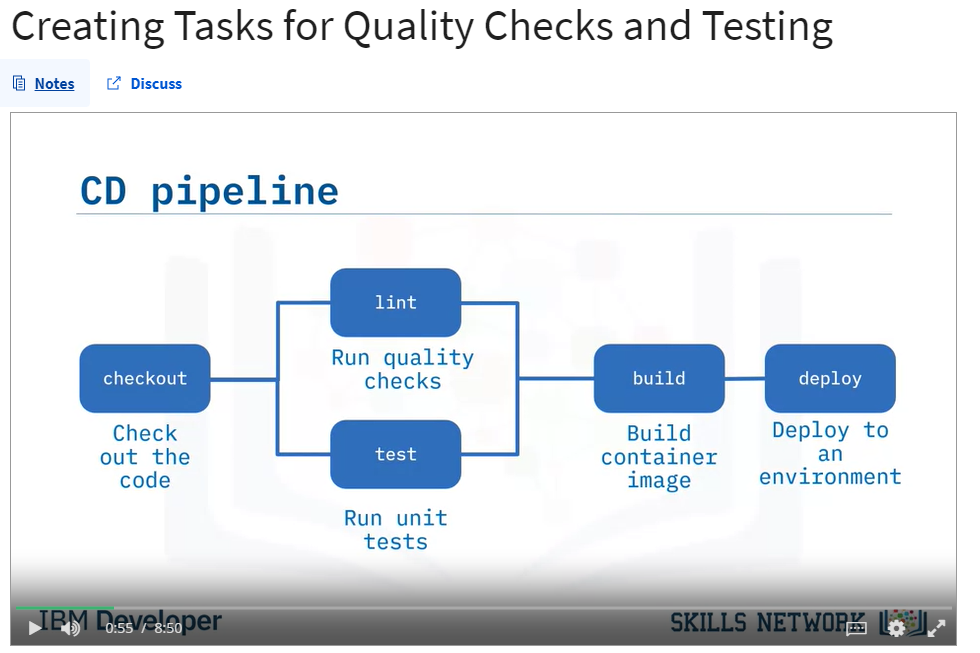 Creating Tasks for Quality Checks and Testing
Notes
Discuss
CD pipeline
checkout
Check
out the
code
lint
Run quality
checks
test
Run unit
tests
build
Build
container
image
deploy
Deploy to
an
environment
IBM Developer
SKILLS NETWORK
0:55 / 8:50